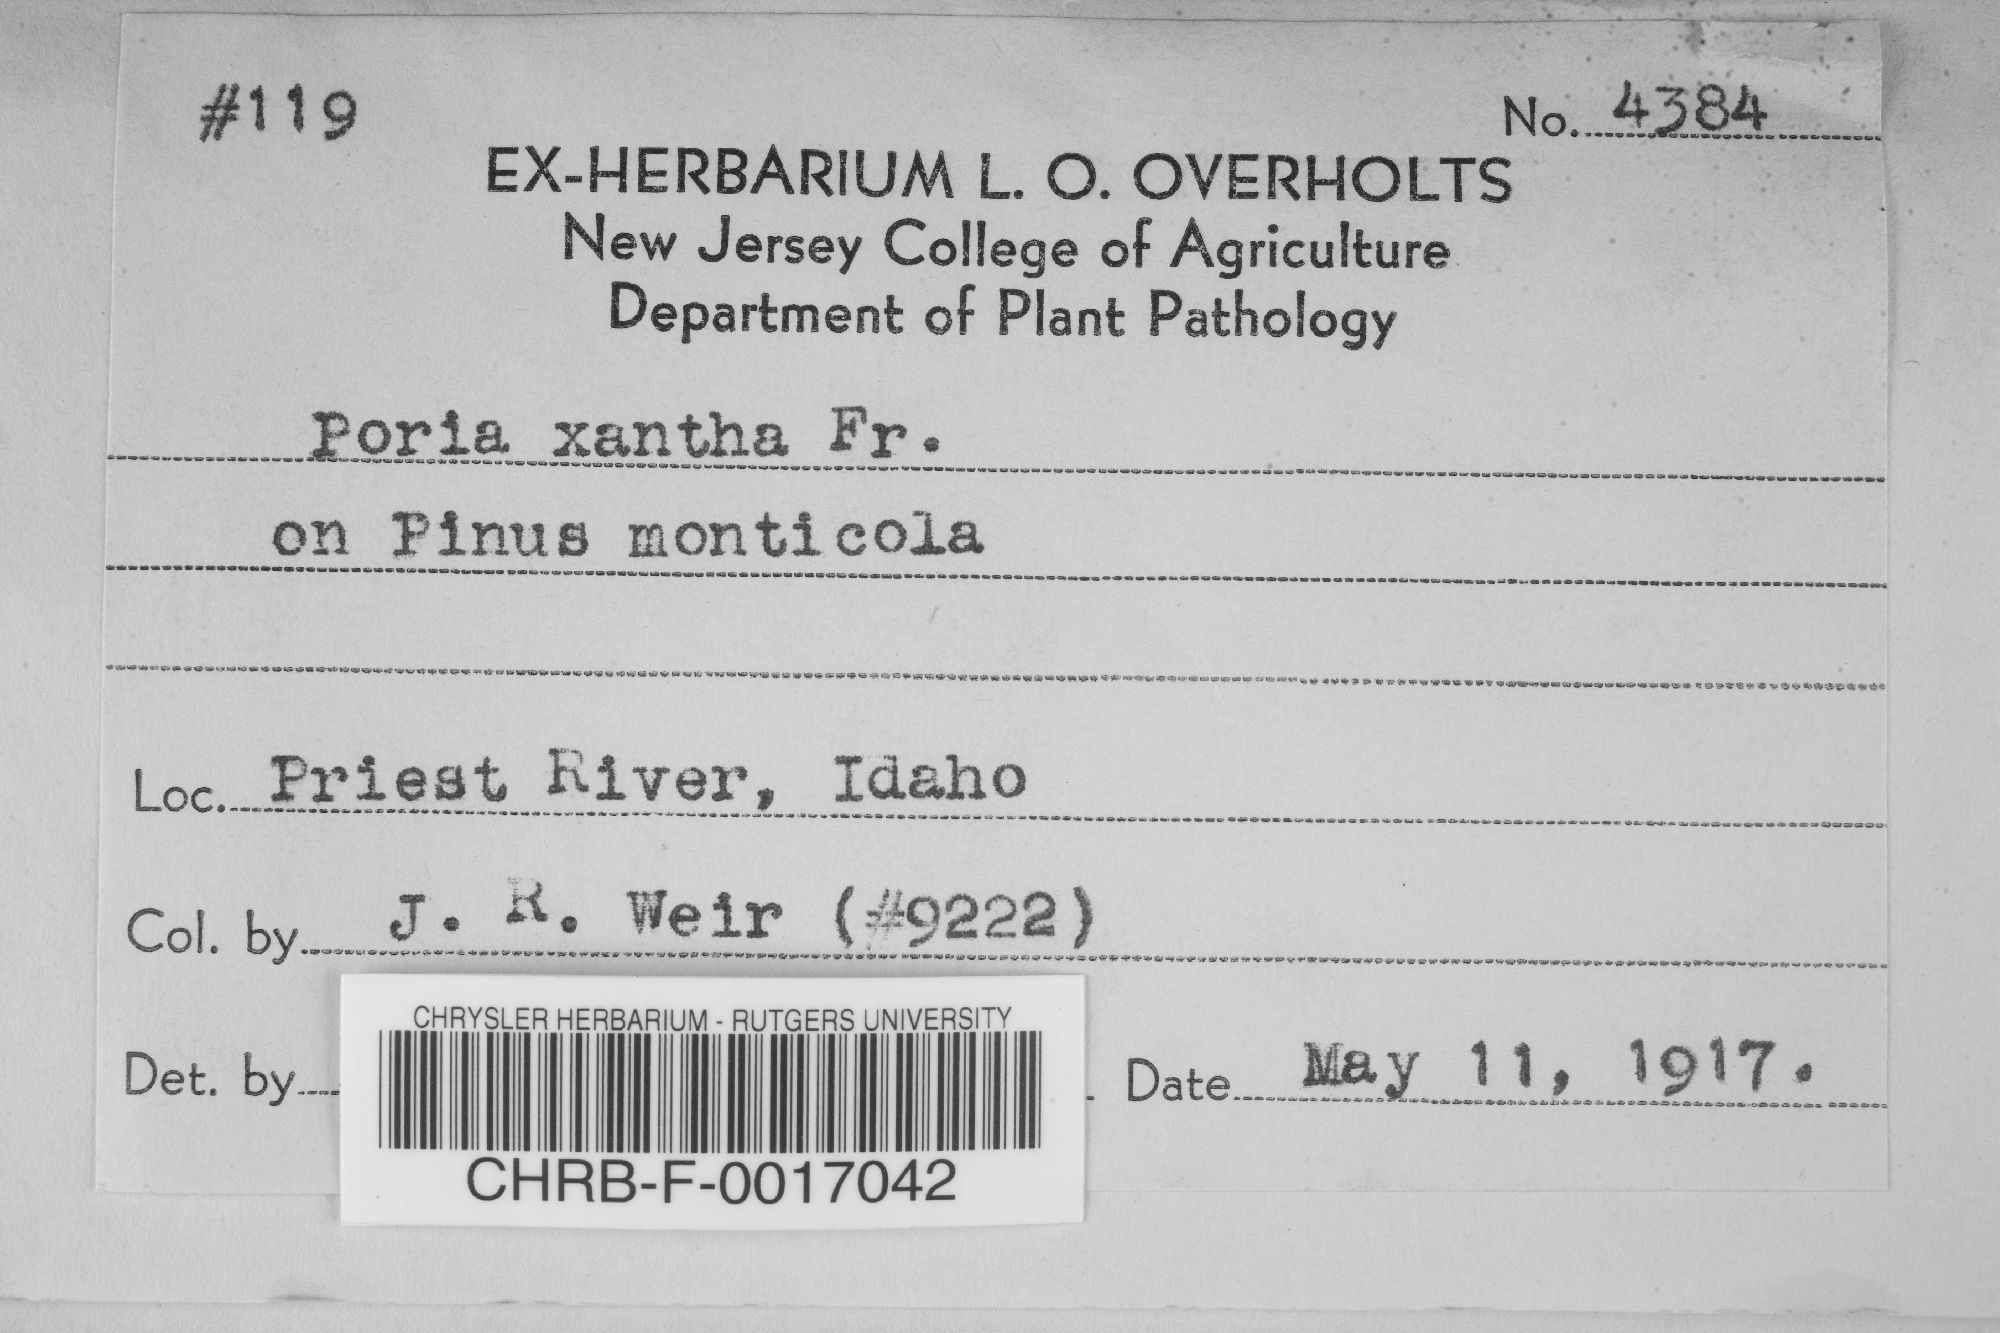 #119
No. 4384
EX-HERBARIUM L. O. OVERHOLTS
New Jersey College of Agriculture
Department of Plant Pathology
Poria xantha Fr.
on Pinus monticola
Loc. Priest River, Idaho
Col. by J. R. Weir (#9222)
Det. by
Date May 11, 1917.
CHRYSLER HERBARIUM - RUTGERS UNIVERSITY
CHRB-F-0017042